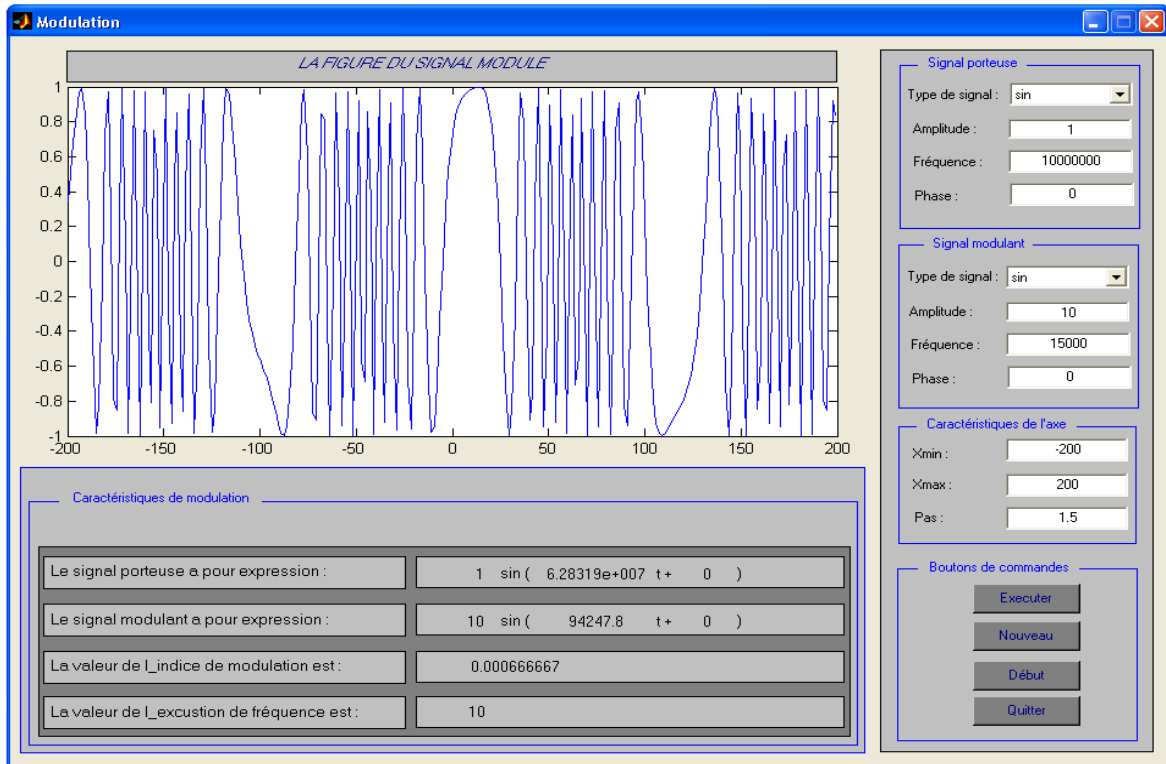 Modulation
LA FIGURE DU SIGNAL MODULE
1
0.8
0.6
0.4
0.2
0
-0.2
-0.4
-0.6
-0.8
-1
-200 -150 -100 -50 0 50 100 150 200
Caractéristiques de modulation
Le signal porteuse a pour expression : 1 sin ( 6.28319e+007 t + 0 )
Le signal modulant a pour expression : 10 sin ( 94247.8 t + 0 )
La valeur de l_indice de modulation est : 0.000666667
La valeur de l_excustion de fréquence est : 10
Signal porteuse
Type de signal : sin
Amplitude : 1
Fréquence : 10000000
Phase : 0
Signal modulant
Type de signal : sin
Amplitude : 10
Fréquence : 15000
Phase : 0
Caractéristiques de l'axe
Xmin : -200
Xmax : 200
Pas : 1.5
Boutons de commandes
Executer
Nouveau
Début
Quitter